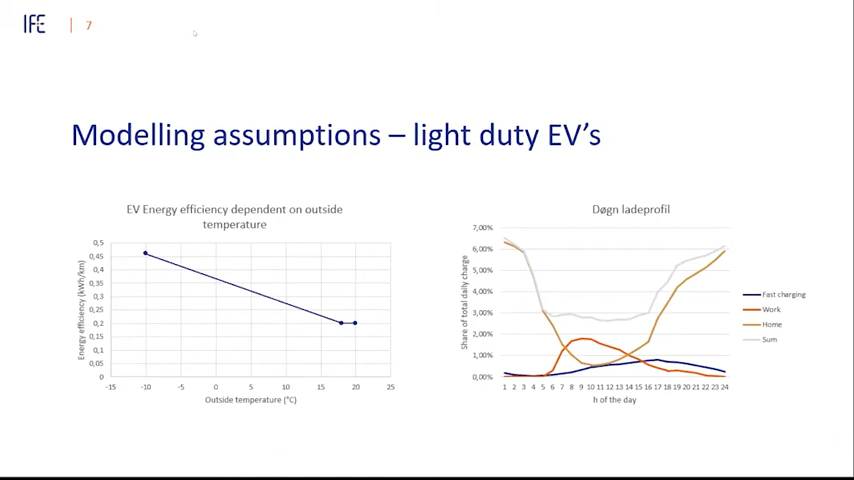 IFE | 7
Modelling assumptions – light duty EV's
EV Energy efficiency dependent on outside
temperature
Energy efficiency (kWh/km)
0,5
0,45
0,4
0,35
0,3
0,25
0,2
0,15
0,1
0,05
0
-15 -10 -5 0 5 10 15 20 25
Outside temperature (°C)
Døgn ladeprofil
Share of total daily charge
7,00%
6,00%
5,00%
4,00%
3,00%
2,00%
1,00%
0,00%
1 2 3 4 5 6 7 8 9 10 11 12 13 14 15 16 17 18 19 20 21 22 23 24
h of the day
Fast charging
Work
Home
Sum